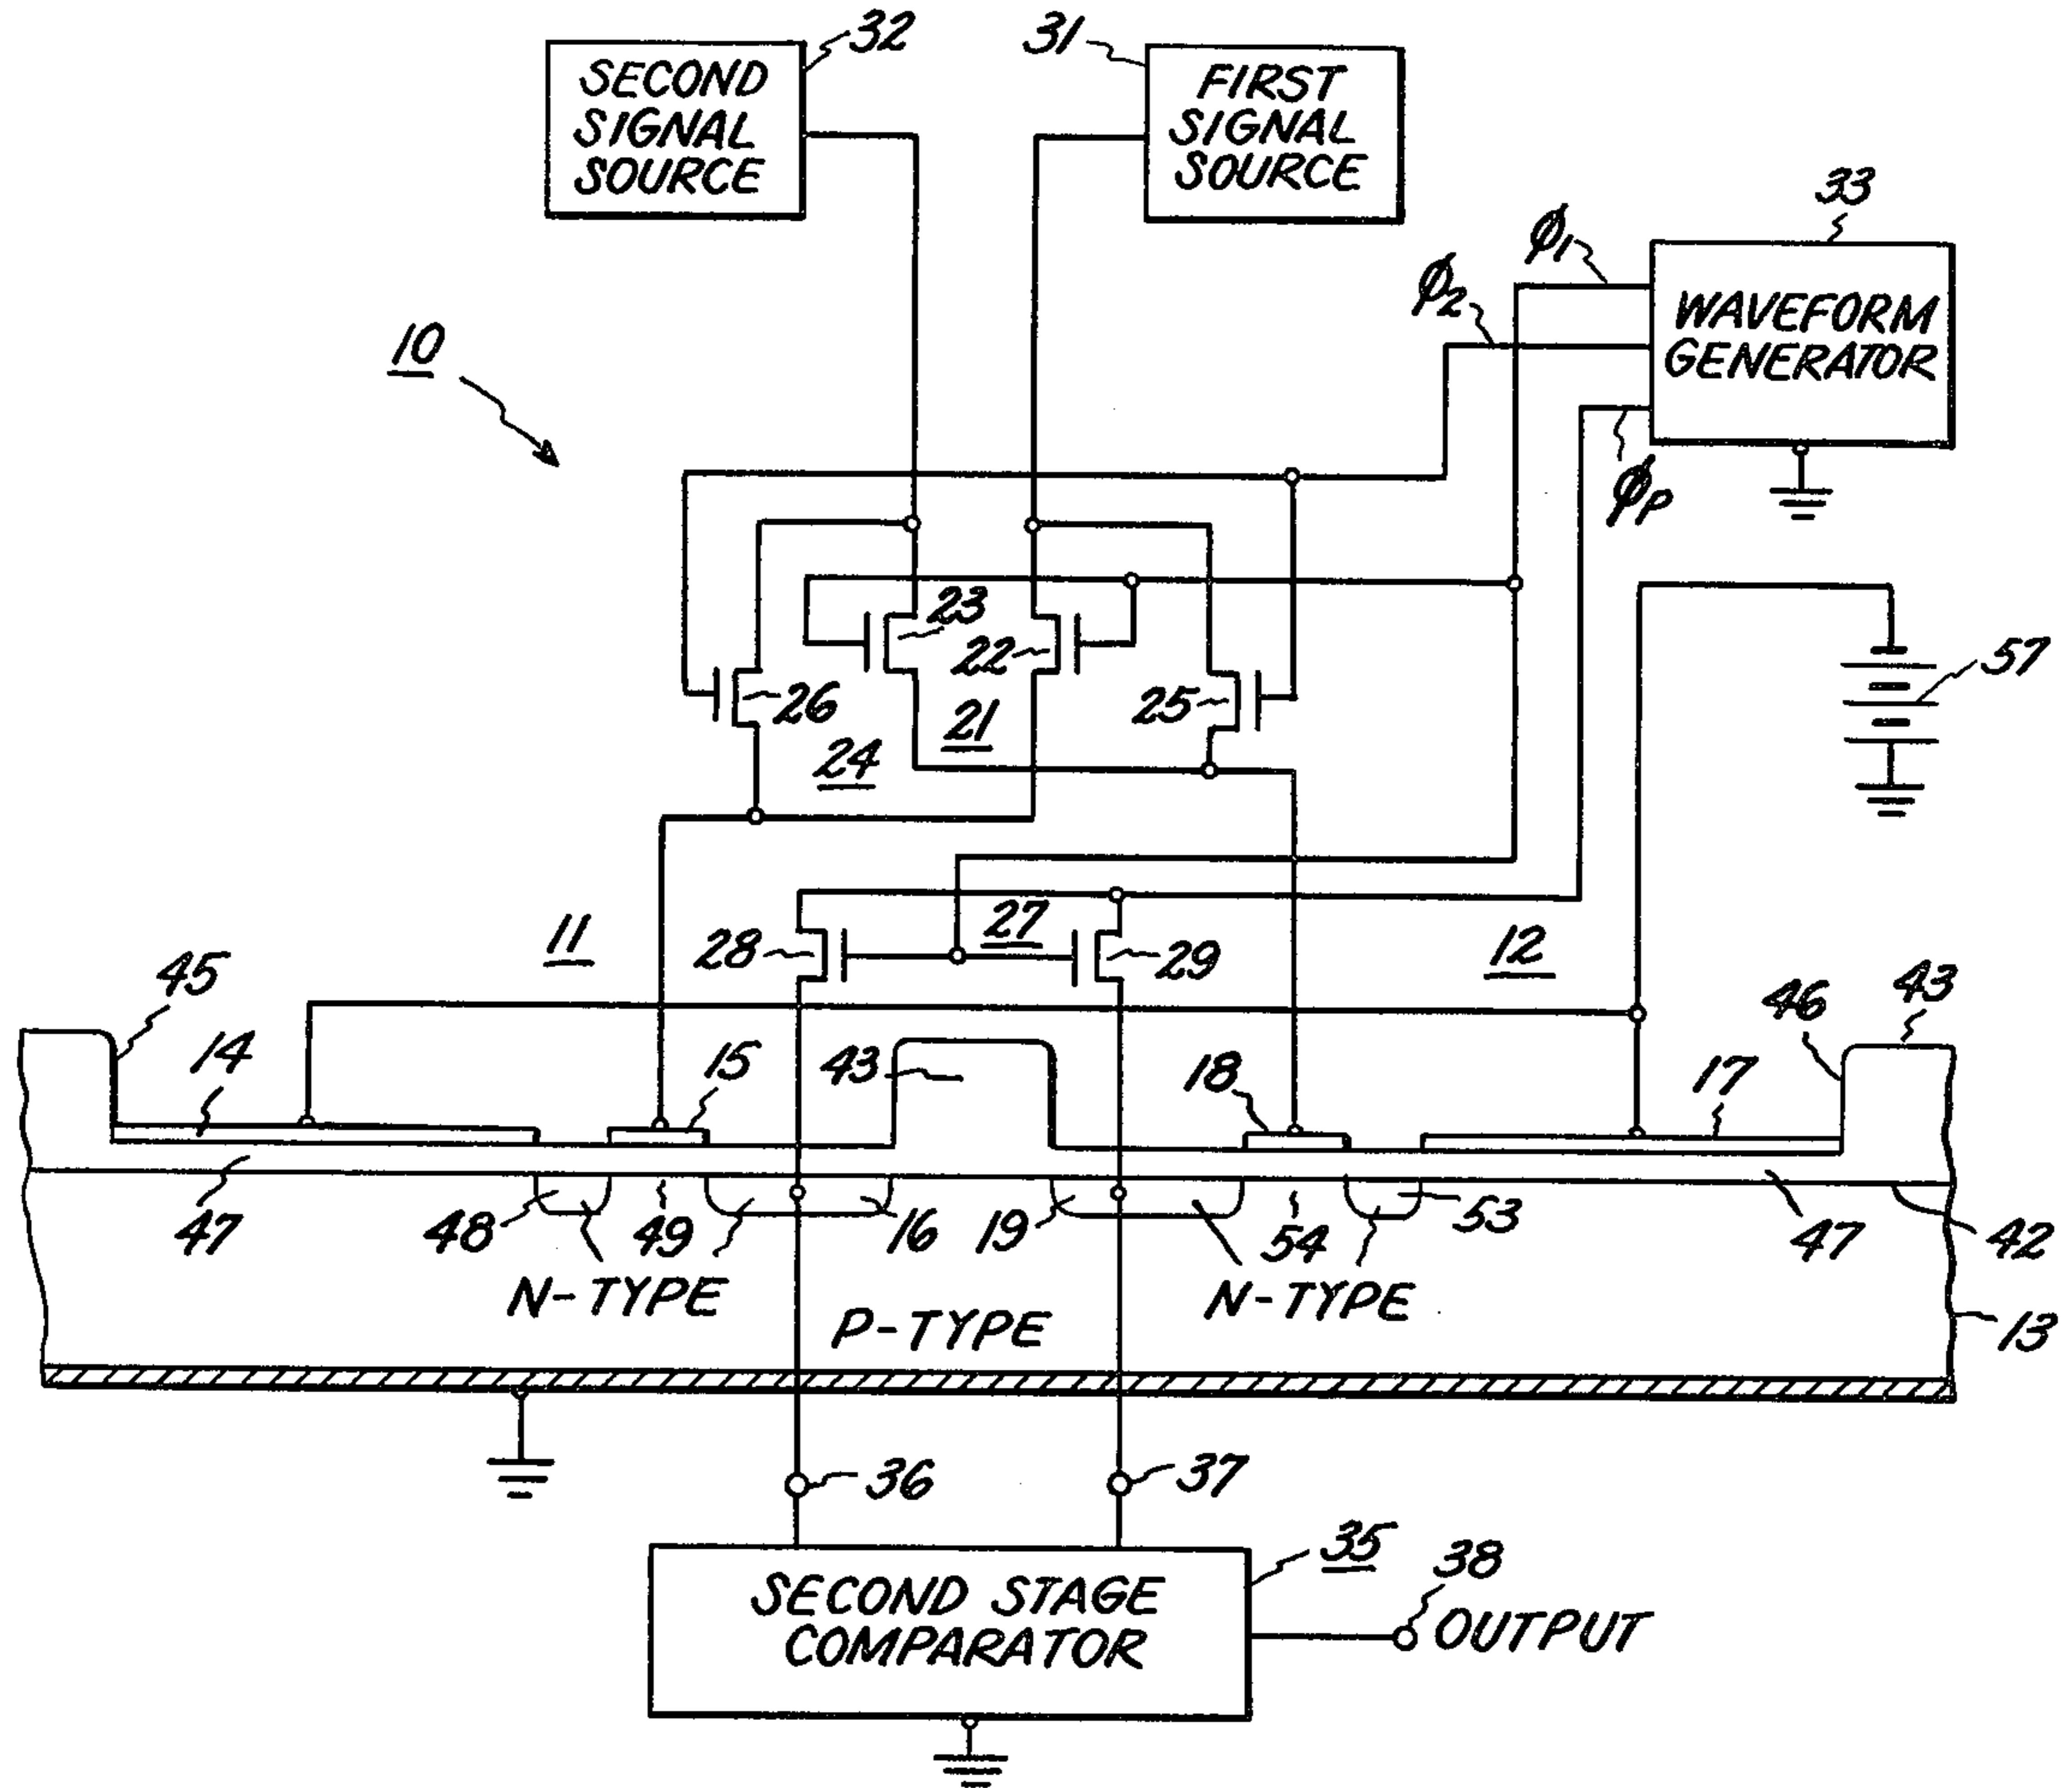 32
SECOND
SIGNAL
SOURCE
31
FIRST
SIGNAL
SOURCE
33
WAVEFORM
GENERATOR
ϕ1
ϕ2
ϕP
10
57
23
22
26
21
25
24
11
28
27
29
12
45
14
15
43
18
46
43
17
47
48
49
16
19
54
53
47
42
N-TYPE
P-TYPE
N-TYPE
13
36
37
SECOND STAGE
COMPARATOR
35
38
OUTPUT